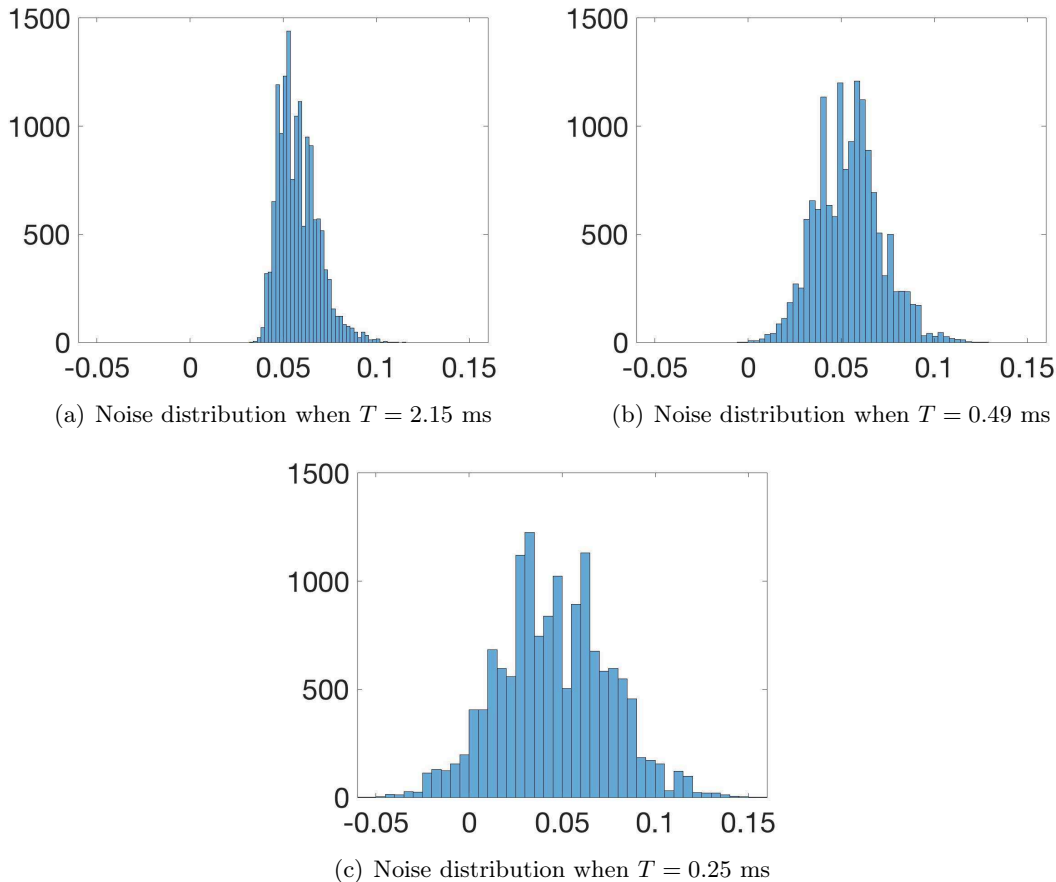 1500
1000
500
0
-0.05 0 0.05 0.1 0.15
(a) Noise distribution when T = 2.15 ms
1500
1000
500
0
-0.05 0 0.05 0.1 0.15
(b) Noise distribution when T = 0.49 ms
1500
1000
500
0
-0.05 0 0.05 0.1 0.15
(c) Noise distribution when T = 0.25 ms